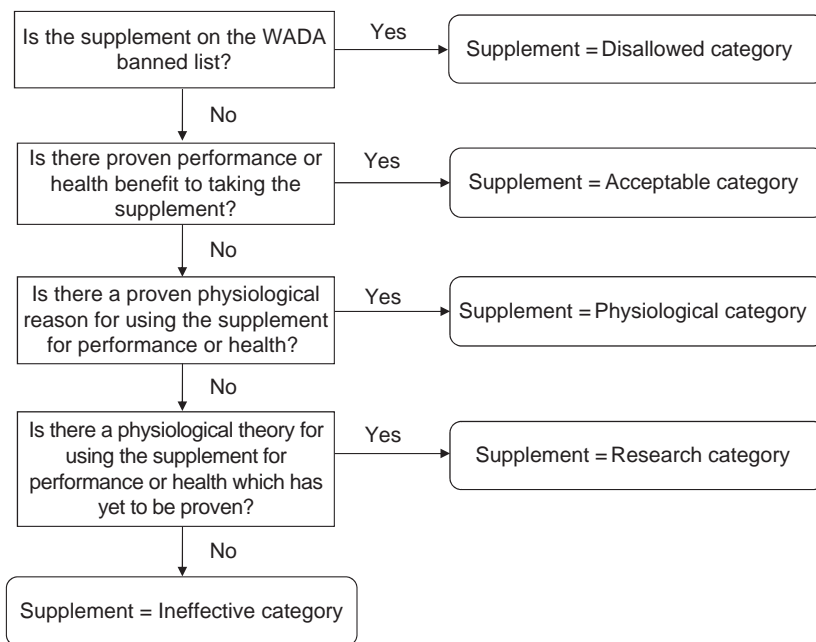 Is the supplement on the WADA
banned list?
Yes
Supplement = Disallowed category
No
Is there proven performance or
health benefit to taking the
supplement?
Yes
Supplement = Acceptable category
No
Is there a proven physiological
reason for using the supplement
for performance or health?
Yes
Supplement = Physiological category
No
Is there a physiological theory for
using the supplement for
performance or health which has
yet to be proven?
Yes
Supplement = Research category
No
Supplement = Ineffective category